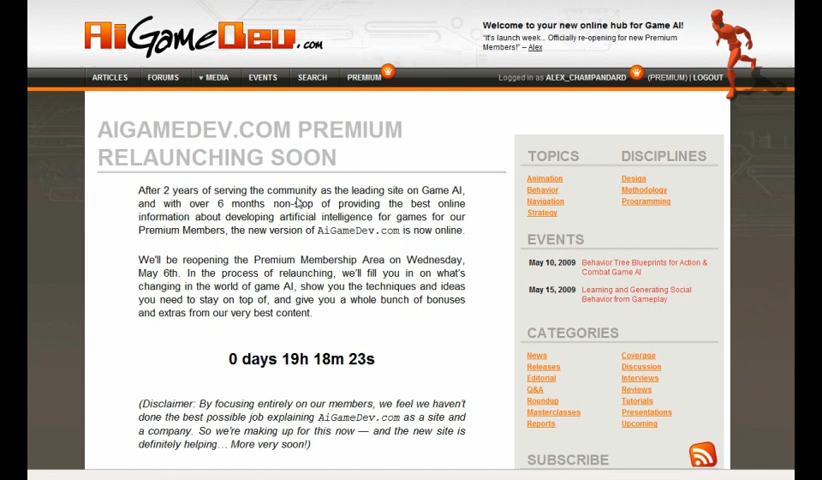 AiGameDev.com
Welcome to your new online hub for Game AI!
"It's launch week... Officially re-opening for new Premium
Members!" – Alex
ARTICLES FORUMS ▾ MEDIA EVENTS SEARCH PREMIUM
Logged in as ALEX_CHAMPANDARD (PREMIUM) | LOGOUT
AIGAMEDEV.COM PREMIUM
RELAUNCHING SOON
After 2 years of serving the community as the leading site on Game AI,
and with over 6 months non-stop of providing the best online
information about developing artificial intelligence for games for our
Premium Members, the new version of AiGameDev.com is now online.
We'll be reopening the Premium Membership Area on Wednesday,
May 6th. In the process of relaunching, we'll fill you in on what's
changing in the world of game AI, show you the techniques and ideas
you need to stay on top of, and give you a whole bunch of bonuses
and extras from our very best content.
0 days 19h 18m 23s
(Disclaimer: By focusing entirely on our members, we feel we haven't
done the best possible job explaining AiGameDev.com as a site and
a company. So we're making up for this now — and the new site is
definitely helping... More very soon!)
TOPICS
Animation
Behavior
Navigation
Strategy
DISCIPLINES
Design
Methodology
Programming
EVENTS
May 10, 2009 Behavior Tree Blueprints for Action &
Combat Game AI
May 15, 2009 Learning and Generating Social
Behavior from Gameplay
CATEGORIES
News
Releases
Editorial
Q&A
Roundup
Masterclasses
Reports
Coverage
Discussion
Interviews
Reviews
Tutorials
Presentations
Upcoming
SUBSCRIBE